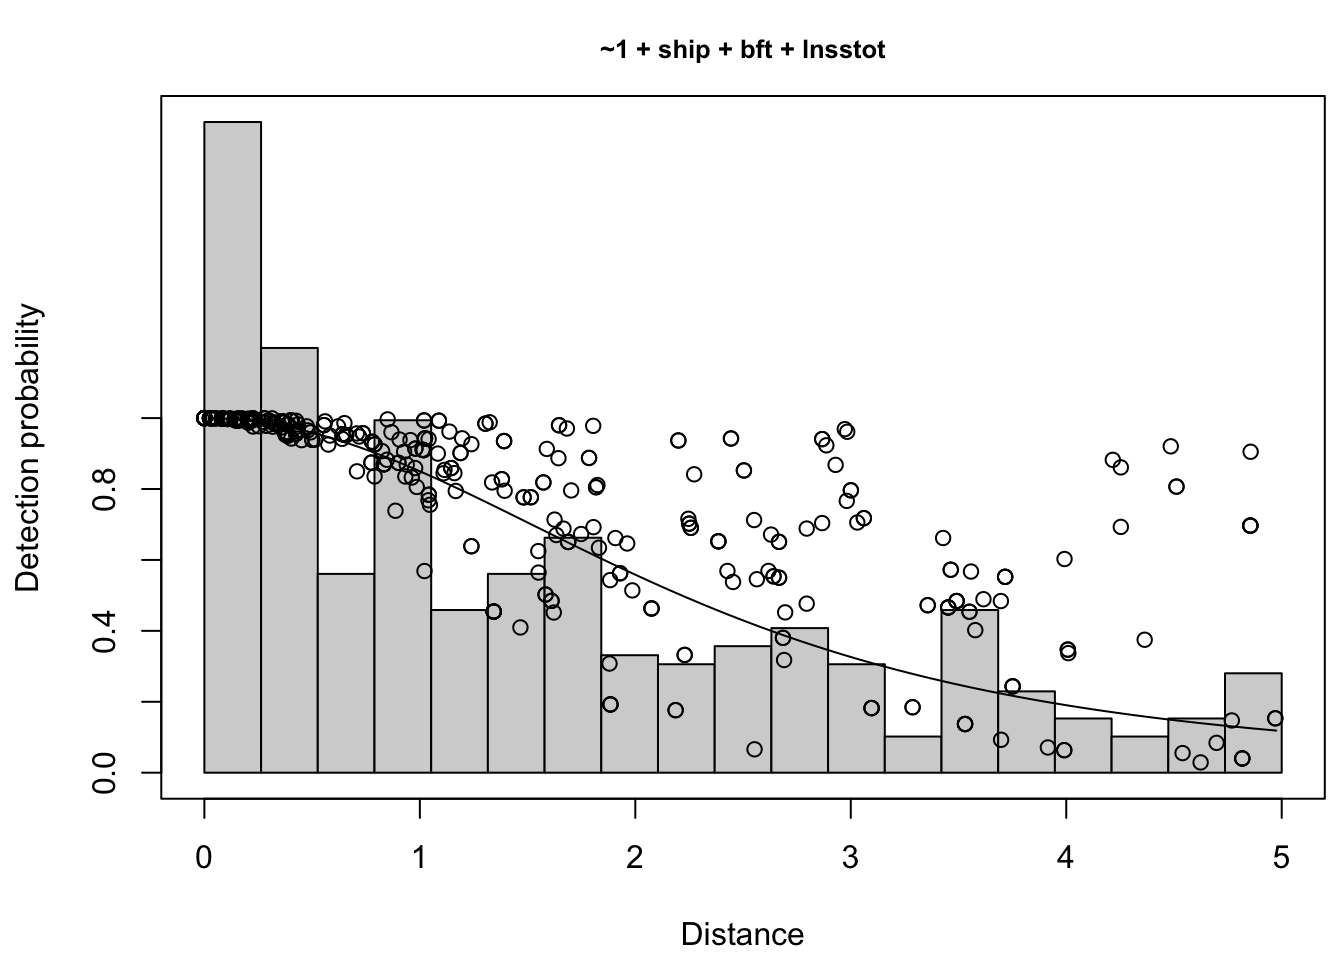 ~1 + ship + bft + lnsstot
Detection probability
0.8
0.4
0.0
0 1 2 3 4 5
Distance